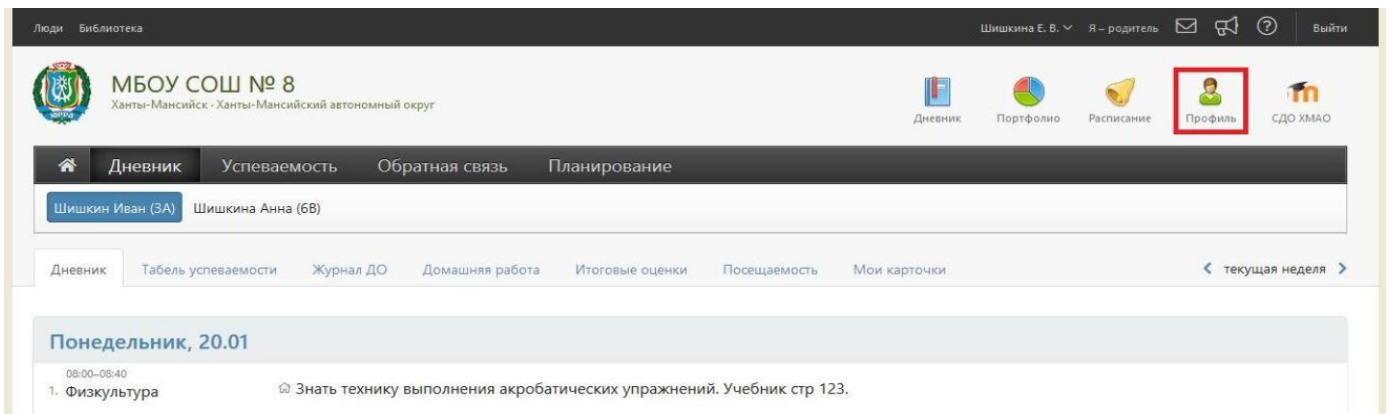 Люди Библиотека Шишкина Е. В. Я – родитель Выйти
МБОУ СОШ № 8
Ханты-Мансийск · Ханты-Мансийский автономный округ
Дневник Портфолио Расписание Профиль СДО ХМАО
Дневник Успеваемость Обратная связь Планирование
Шишкин Иван (3А) Шишкина Анна (6В)
Дневник Табель успеваемости Журнал ДО Домашняя работа Итоговые оценки Посещаемость Мои карточки текущая неделя
Понедельник, 20.01
08:00–08:40
1. Физкультура Знать технику выполнения акробатических упражнений. Учебник стр 123.